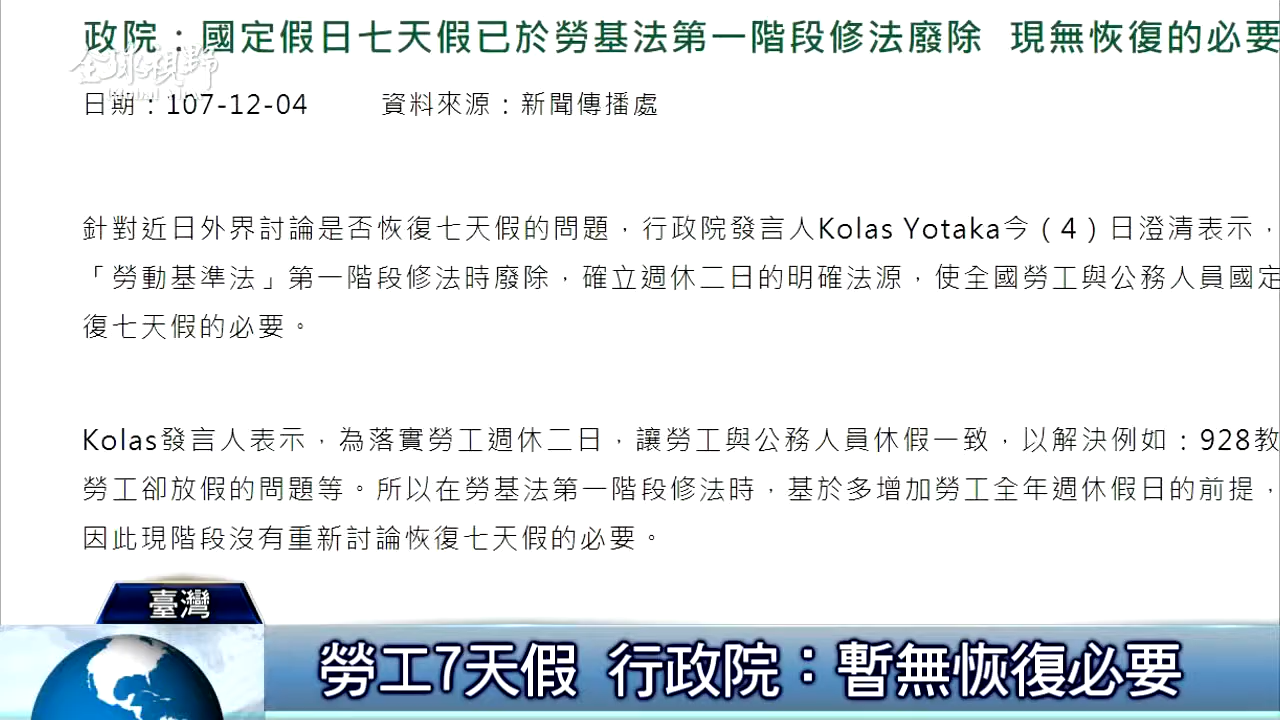 政院：國定假日七天假已於勞基法第一階段修法廢除 現無恢復的必要
全球視野
日期：107-12-04 資料來源：新聞傳播處
針對近日外界討論是否恢復七天假的問題，行政院發言人Kolas Yotaka今（4）日澄清表示，
「勞動基準法」第一階段修法時廢除，確立週休二日的明確法源，使全國勞工與公務人員國定
復七天假的必要。
Kolas發言人表示，為落實勞工週休二日，讓勞工與公務人員休假一致，以解決例如：928教
勞工卻放假的問題等。所以在勞基法第一階段修法時，基於多增加勞工全年週休假日的前提，
因此現階段沒有重新討論恢復七天假的必要。
臺灣
勞工7天假 行政院：暫無恢復必要